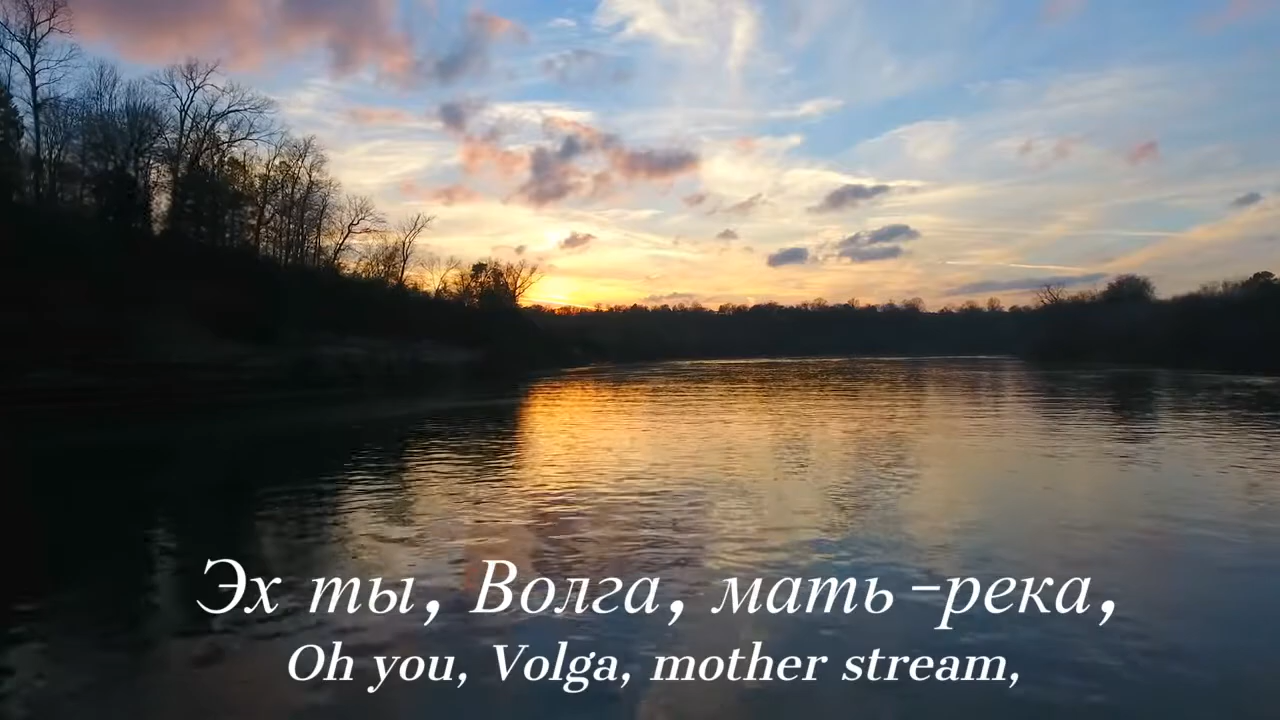 Эх ты, Волга, мать-река,
Oh you, Volga, mother stream,